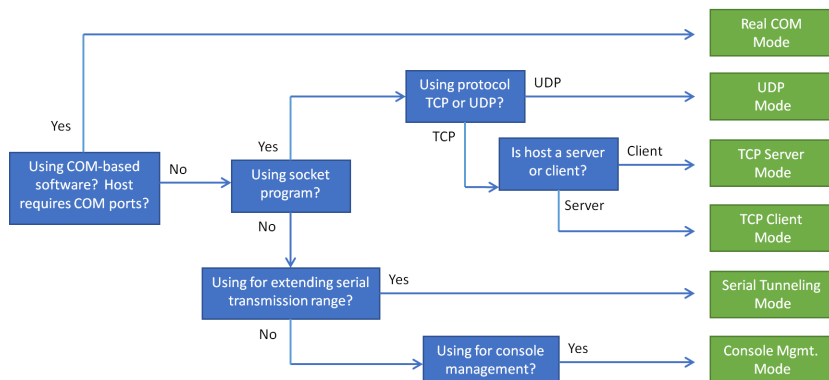 Real COM
Mode
Using protocol
TCP or UDP?
UDP
UDP
Mode
Yes
TCP
Using COM-based
software? Host
requires COM ports?
No
Yes
Using socket
program?
Is host a server
or client?
Client
TCP Server
Mode
Server
TCP Client
Mode
No
Using for extending serial
transmission range?
Yes
Serial Tunneling
Mode
No
Using for console
management?
Yes
Console Mgmt.
Mode